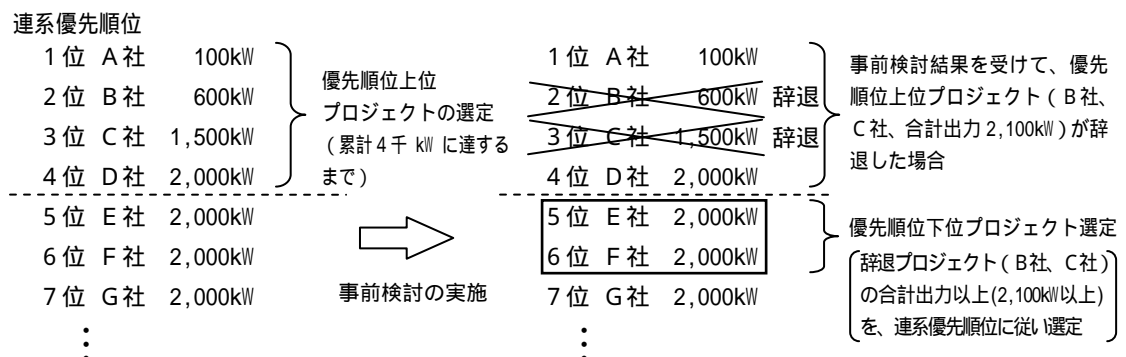 連系優先順位
1位 A社 100kW
2位 B社 600kW
3位 C社 1,500kW
4位 D社 2,000kW
5位 E社 2,000kW
6位 F社 2,000kW
7位 G社 2,000kW
・
・
優先順位上位
プロジェクトの選定
(累計4千 kW に達する
まで)
事前検討の実施
1位 A社 100kW
2位 B社 600kW 辞退
3位 C社 1,500kW 辞退
4位 D社 2,000kW
5位 E社 2,000kW
6位 F社 2,000kW
7位 G社 2,000kW
・
・
事前検討結果を受けて、優先
順位上位プロジェクト(B社、
C社、合計出力 2,100kW)が辞
退した場合
優先順位下位プロジェクト選定
辞退プロジェクト(B社、C社)
の合計出力以上(2,100kW以上)
を、連系優先順位に従い選定